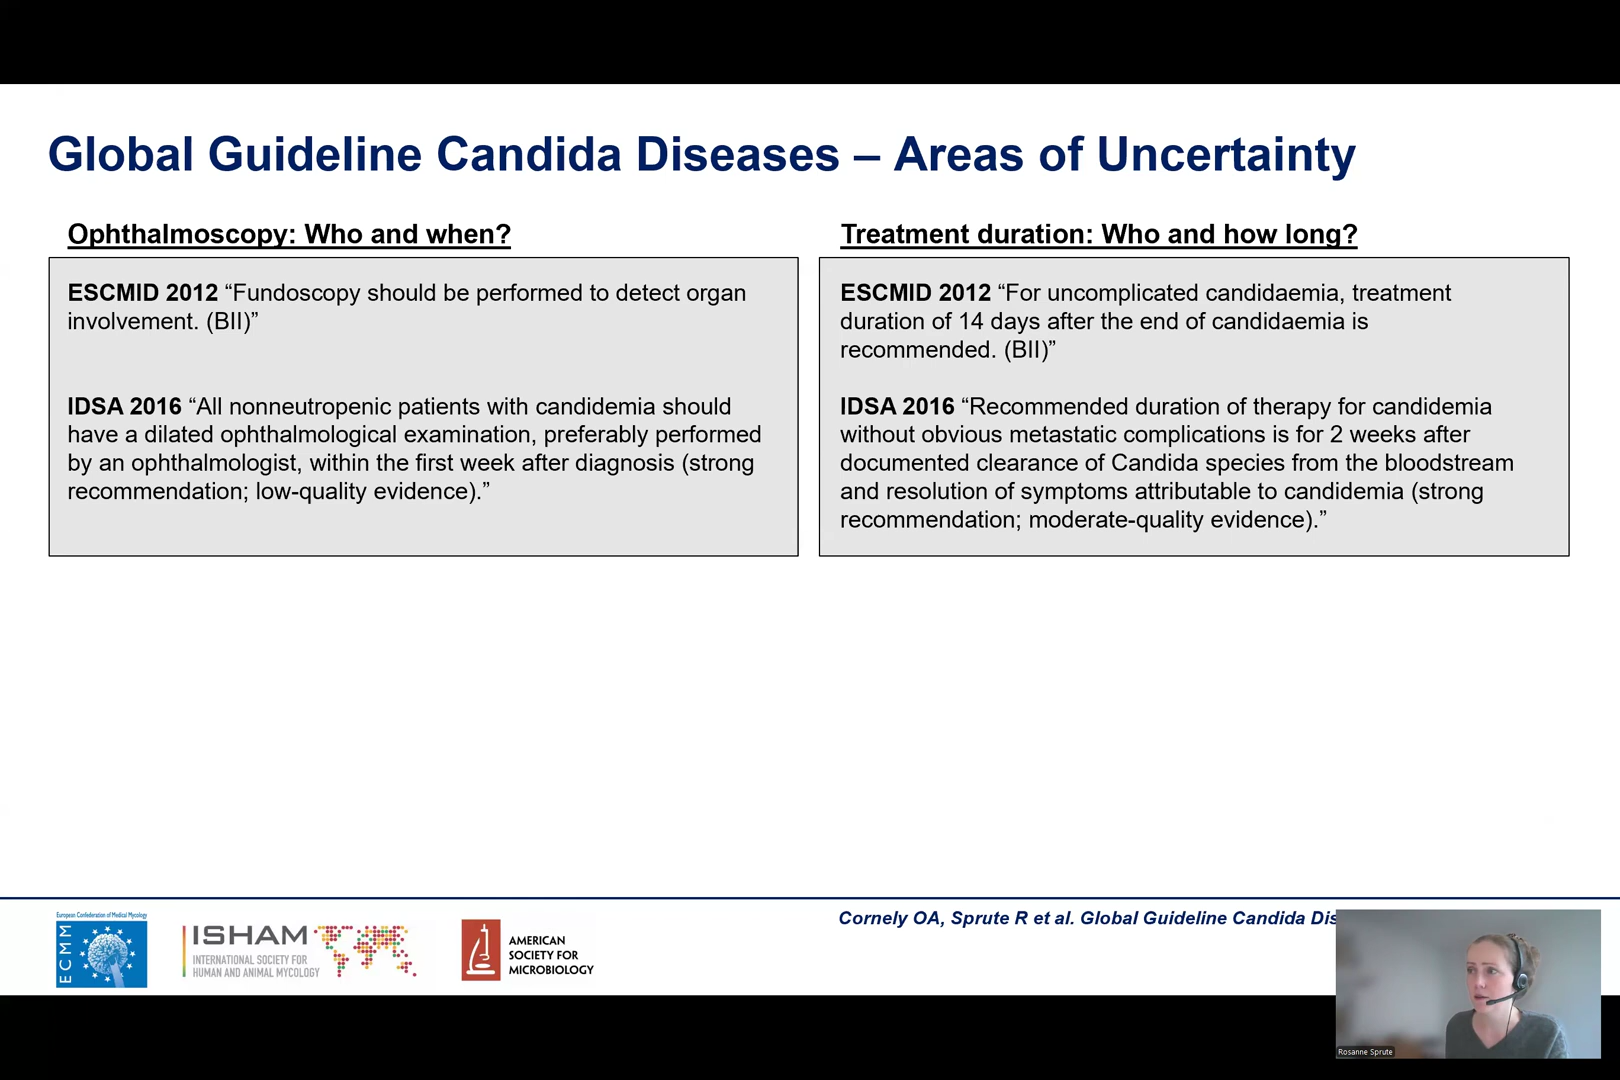 Global Guideline Candida Diseases – Areas of Uncertainty
Ophthalmoscopy: Who and when?
ESCMID 2012 “Fundoscopy should be performed to detect organ
involvement. (BII)”
IDSA 2016 “All nonneutropenic patients with candidemia should
have a dilated ophthalmological examination, preferably performed
by an ophthalmologist, within the first week after diagnosis (strong
recommendation; low-quality evidence).”
Treatment duration: Who and how long?
ESCMID 2012 “For uncomplicated candidaemia, treatment
duration of 14 days after the end of candidaemia is
recommended. (BII)”
IDSA 2016 “Recommended duration of therapy for candidemia
without obvious metastatic complications is for 2 weeks after
documented clearance of Candida species from the bloodstream
and resolution of symptoms attributable to candidemia (strong
recommendation; moderate-quality evidence).”
European Confederation of Medical Mycology
ECMM
ISHAM
INTERNATIONAL SOCIETY FOR
HUMAN AND ANIMAL MYCOLOGY
AMERICAN
SOCIETY FOR
MICROBIOLOGY
Cornely OA, Sprute R et al. Global Guideline Candida Dis
Rosanne Sprute